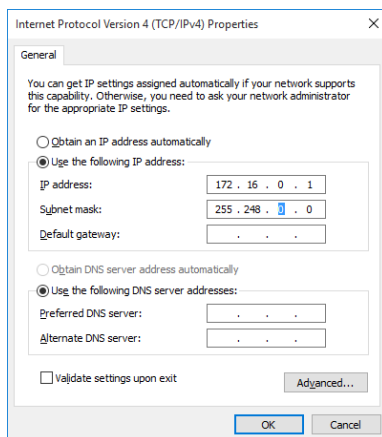 Internet Protocol Version 4 (TCP/IPv4) Properties
General
You can get IP settings assigned automatically if your network supports
this capability. Otherwise, you need to ask your network administrator
for the appropriate IP settings.
Obtain an IP address automatically
Use the following IP address:
IP address: 172 . 16 . 0 . 1
Subnet mask: 255 . 248 . 0 . 0
Default gateway: . . .
Obtain DNS server address automatically
Use the following DNS server addresses:
Preferred DNS server: . . .
Alternate DNS server: . . .
Validate settings upon exit
Advanced...
OK Cancel